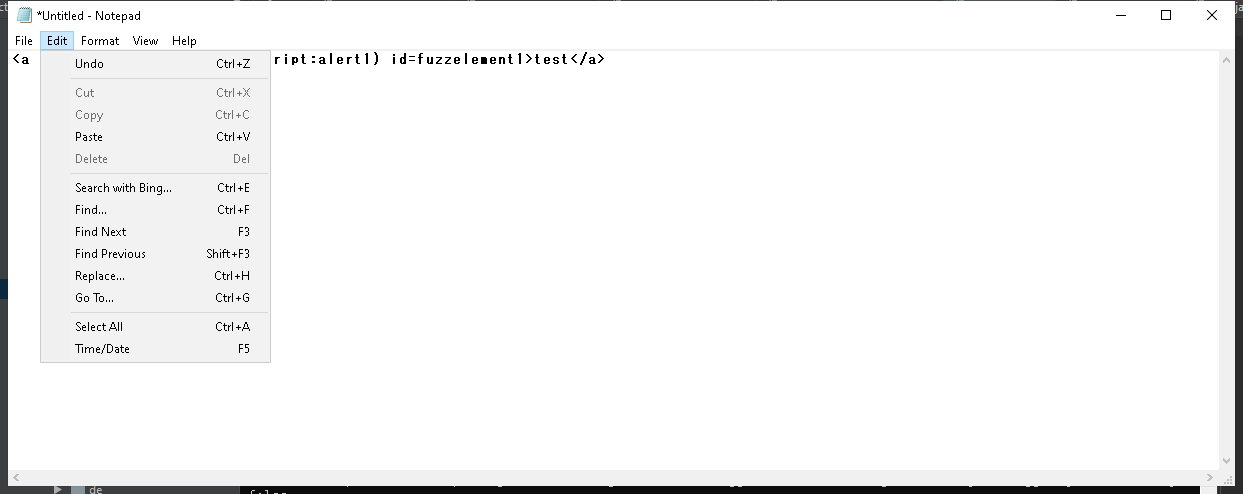 *Untitled - Notepad
File Edit Format View Help
<a ript:alert1) id=fuzzelement1>test</a>
Undo Ctrl+Z
Cut Ctrl+X
Copy Ctrl+C
Paste Ctrl+V
Delete Del
Search with Bing... Ctrl+E
Find... Ctrl+F
Find Next F3
Find Previous Shift+F3
Replace... Ctrl+H
Go To... Ctrl+G
Select All Ctrl+A
Time/Date F5
de